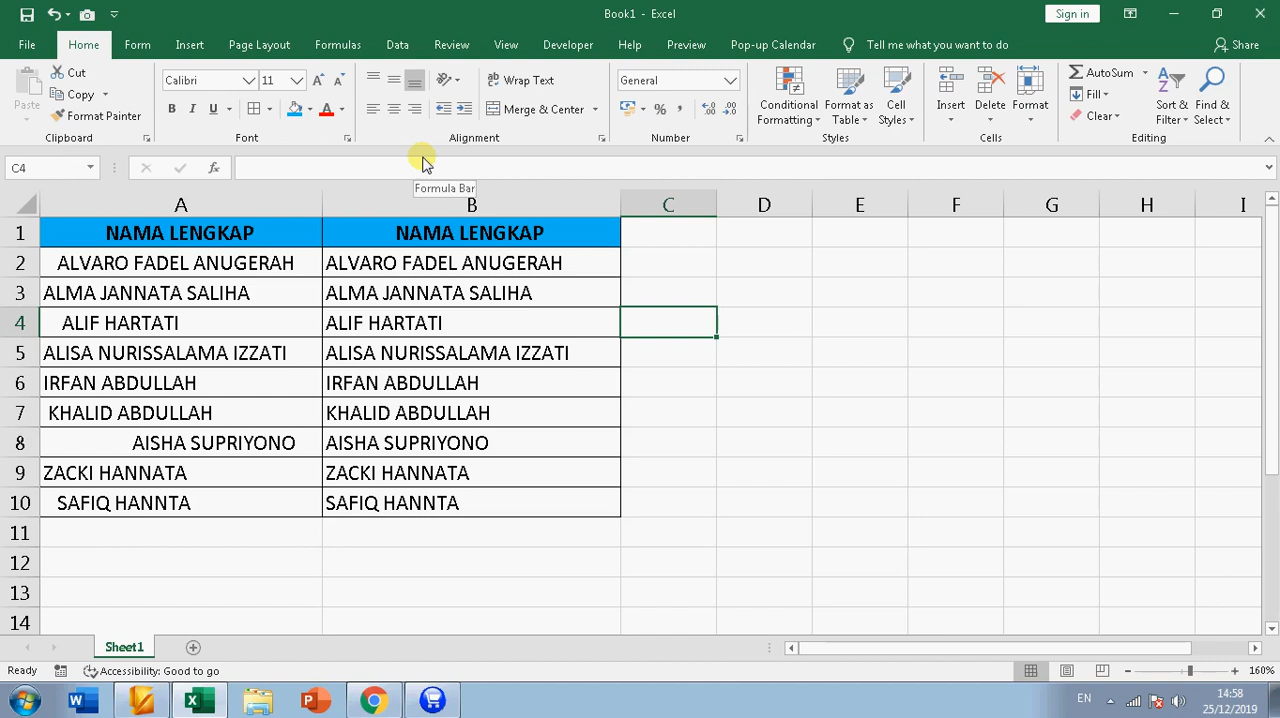 Book1 - Excel
Sign in
File Home Form Insert Page Layout Formulas Data Review View Developer Help Preview Pop-up Calendar Tell me what you want to do Share
Paste
Cut
Copy
Format Painter
Clipboard
Calibri 11
B I U
Font
Wrap Text
Merge & Center
Alignment
General
Number
Conditional Formatting
Format as Table
Cell Styles
Styles
Insert Delete Format
Cells
AutoSum
Fill
Clear
Sort & Filter
Find & Select
Editing
C4
fx
Formula Bar
A B C D E F G H I
1 NAMA LENGKAP NAMA LENGKAP
2 ALVARO FADEL ANUGERAH ALVARO FADEL ANUGERAH
3 ALMA JANNATA SALIHA ALMA JANNATA SALIHA
4 ALIF HARTATI ALIF HARTATI
5 ALISA NURISSALAMA IZZATI ALISA NURISSALAMA IZZATI
6 IRFAN ABDULLAH IRFAN ABDULLAH
7 KHALID ABDULLAH KHALID ABDULLAH
8 AISHA SUPRIYONO AISHA SUPRIYONO
9 ZACKI HANNATA ZACKI HANNATA
10 SAFIQ HANNTA SAFIQ HANNTA
11
12
13
14
Sheet1
Ready Accessibility: Good to go 160%
EN 14:58
25/12/2019